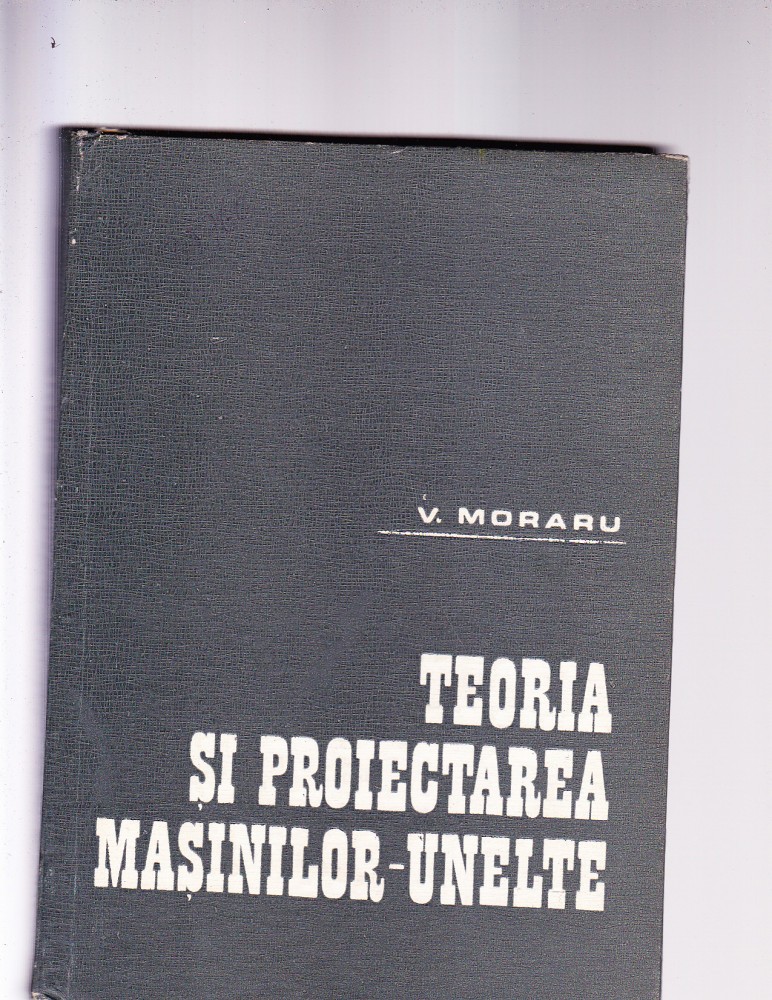 V. MORARU
TEORIA
ȘI PROIECTAREA
MAȘINILOR-UNELTE